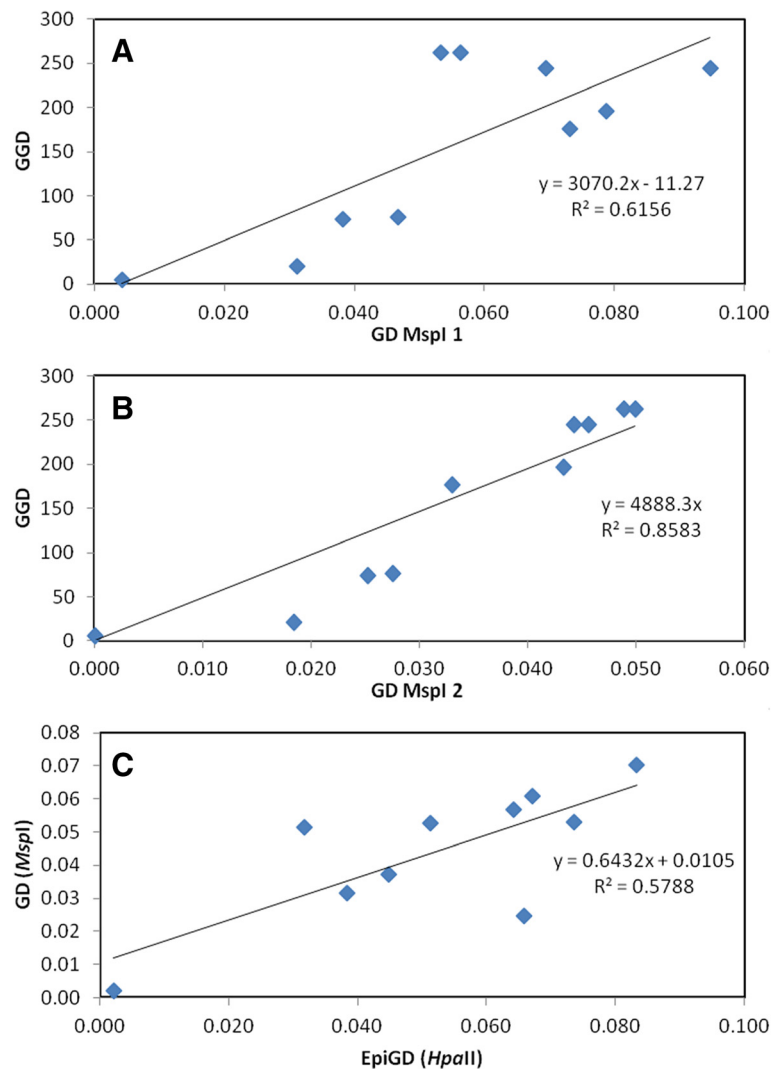 A
300
250
200
150
100
50
0
GGD
y = 3070.2x - 11.27
R² = 0.6156
0.000 0.020 0.040 0.060 0.080 0.100
GD MspI 1
B
300
250
200
150
100
50
0
GGD
y = 4888.3x
R² = 0.8583
0.000 0.010 0.020 0.030 0.040 0.050 0.060
GD MspI 2
C
0.08
0.07
0.06
0.05
0.04
0.03
0.02
0.01
0.00
GD (MspI)
y = 0.6432x + 0.0105
R² = 0.5788
0.000 0.020 0.040 0.060 0.080 0.100
EpiGD (HpaII)